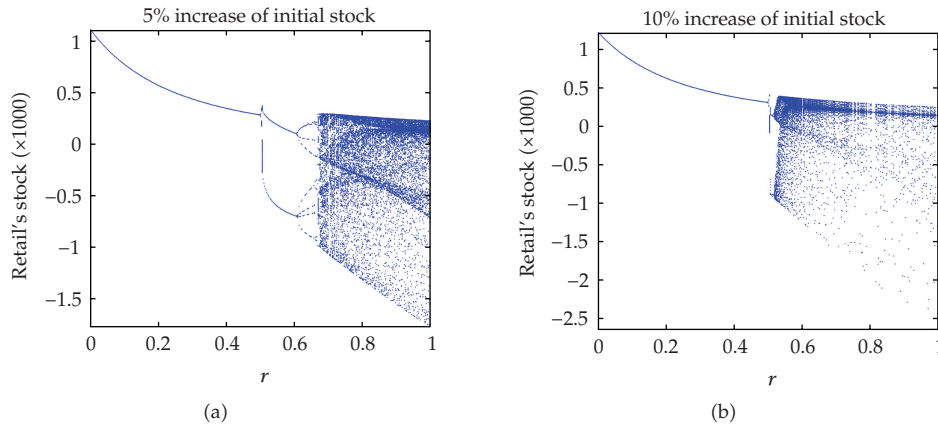 5% increase of initial stock
1
0.5
0
−0.5
−1
−1.5
Retail's stock (×1000)
0 0.2 0.4 0.6 0.8 1
r
(a)
10% increase of initial stock
1
0.5
0
−0.5
−1
−1.5
−2
−2.5
Retail's stock (×1000)
0 0.2 0.4 0.6 0.8 1
r
(b)